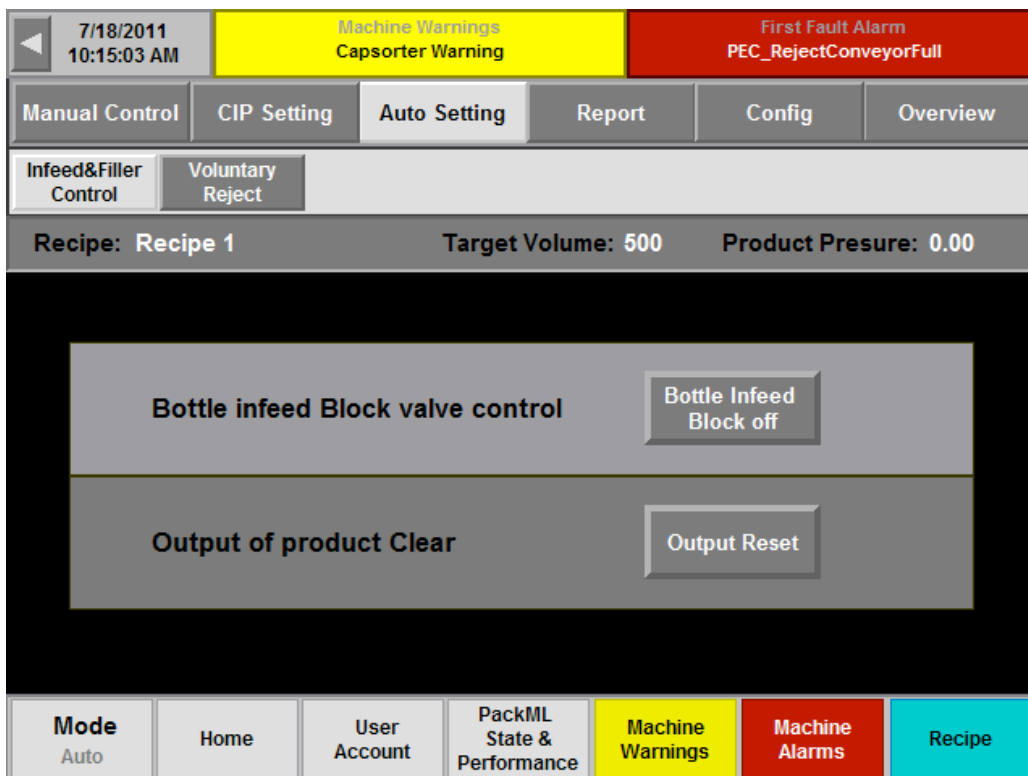 7/18/2011
10:15:03 AM
Machine Warnings
Capsorter Warning
First Fault Alarm
PEC_RejectConveyorFull
Manual Control
CIP Setting
Auto Setting
Report
Config
Overview
Infeed&Filler
Control
Voluntary
Reject
Recipe: Recipe 1
Target Volume: 500
Product Presure: 0.00
Bottle infeed Block valve control
Bottle Infeed
Block off
Output of product Clear
Output Reset
Mode
Auto
Home
User
Account
PackML
State &
Performance
Machine
Warnings
Machine
Alarms
Recipe